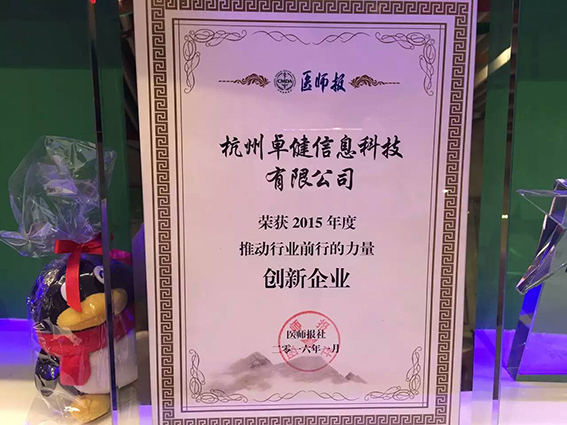 CMDA 医师报
杭州卓健信息科技
有限公司
荣获 2015 年度
推动行业前行的力量
创新企业
医师报社
二零一六年一月